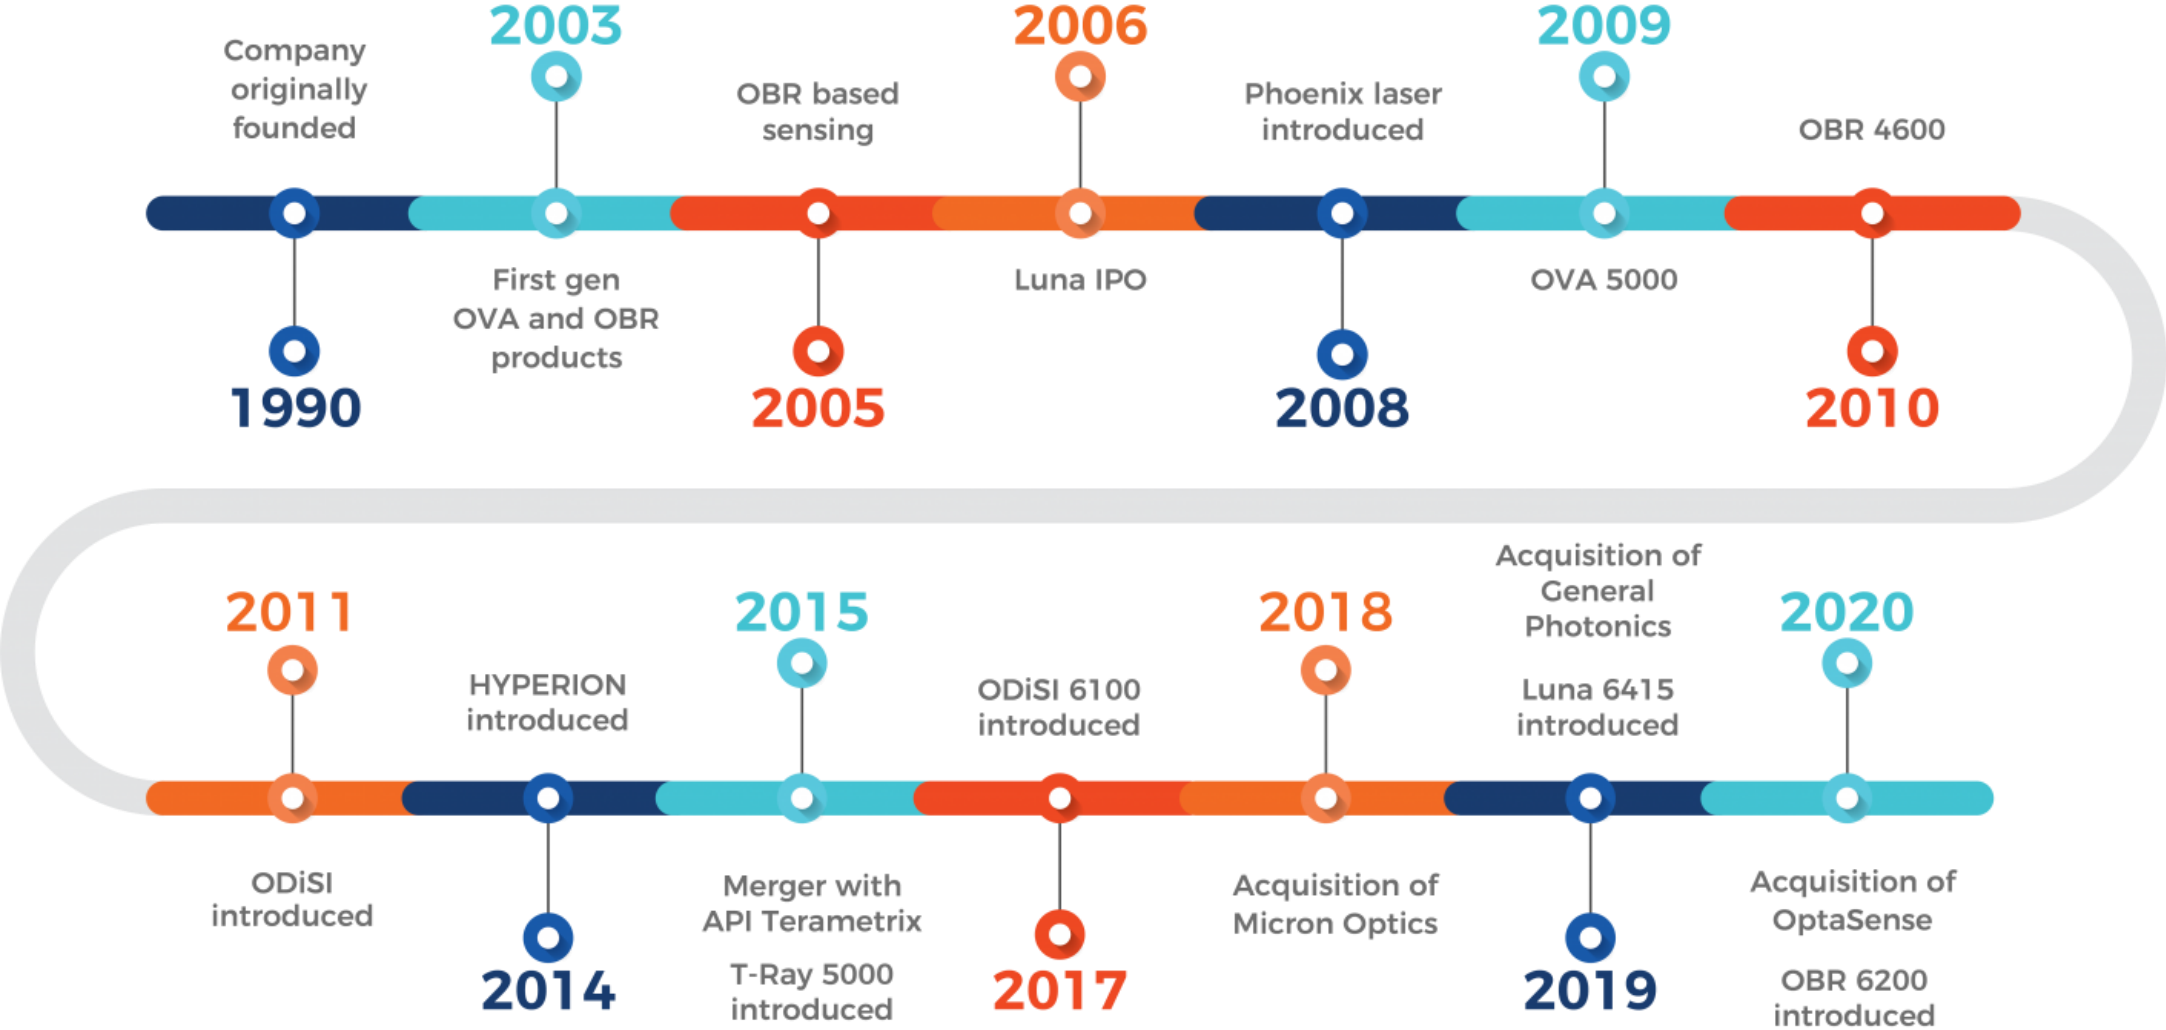 Company
originally
founded
1990
2003
First gen
OVA and OBR
products
OBR based
sensing
2005
2006
Luna IPO
Phoenix laser
introduced
2008
2009
OVA 5000
OBR 4600
2010
2011
ODiSI
introduced
HYPERION
introduced
2014
2015
Merger with
API Terametrix
T-Ray 5000
introduced
ODiSI 6100
introduced
2017
2018
Acquisition of
Micron Optics
Acquisition of
General
Photonics
Luna 6415
introduced
2019
2020
Acquisition of
OptaSense
OBR 6200
introduced